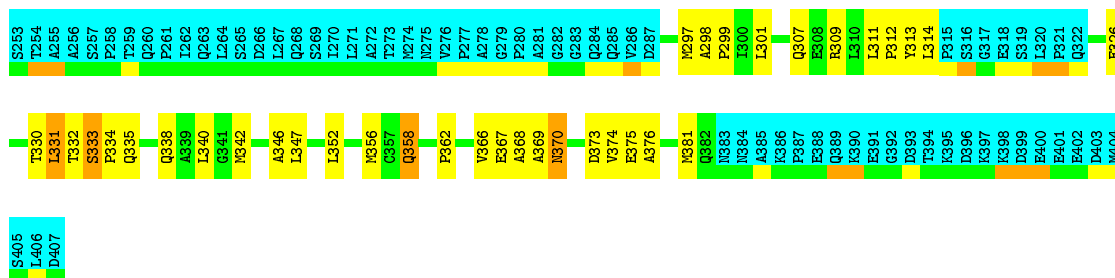 S253 T254 A255 A256 S257 P258 T259 Q260 P261 I262 Q263 L264 S265 D266 L267 Q268 S269 I270 L271 A272 T273 M274 N275 V276 P277 A278 G279 P280 A281 G282 G283 Q284 Q285 V286 D287 M297 A298 P299 I300 L301 Q307 E308 R309 L310 L311 P312 Y313 L314 P315 S316 G317 E318 S319 L320 P321 Q322
T330 L331 T332 S333 P334 Q335 Q338 A339 L340 G341 M342 A346 L347 L352 M356 C357 Q358 P362 V366 E367 A368 A369 N370 D373 V374 E375 A376 M381 Q382 N383 N384 A385 K386 P387 E388 Q389 K390 E391 G392 D393 T394 K395 D396 K397 K398 D399 E400 E401 E402 D403
S405 L406 D407